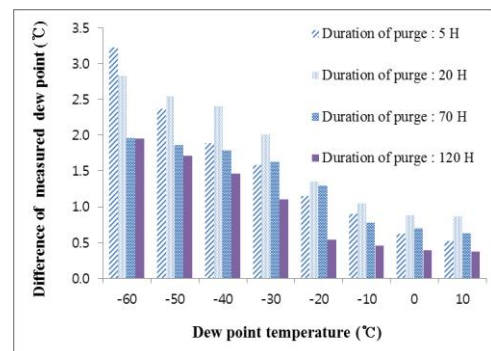 Difference of measured dew point (℃)
3.5
3.0
2.5
2.0
1.5
1.0
0.5
0.0
Duration of purge : 5 H
Duration of purge : 20 H
Duration of purge : 70 H
Duration of purge : 120 H
-60 -50 -40 -30 -20 -10 0 10
Dew point temperature (℃)